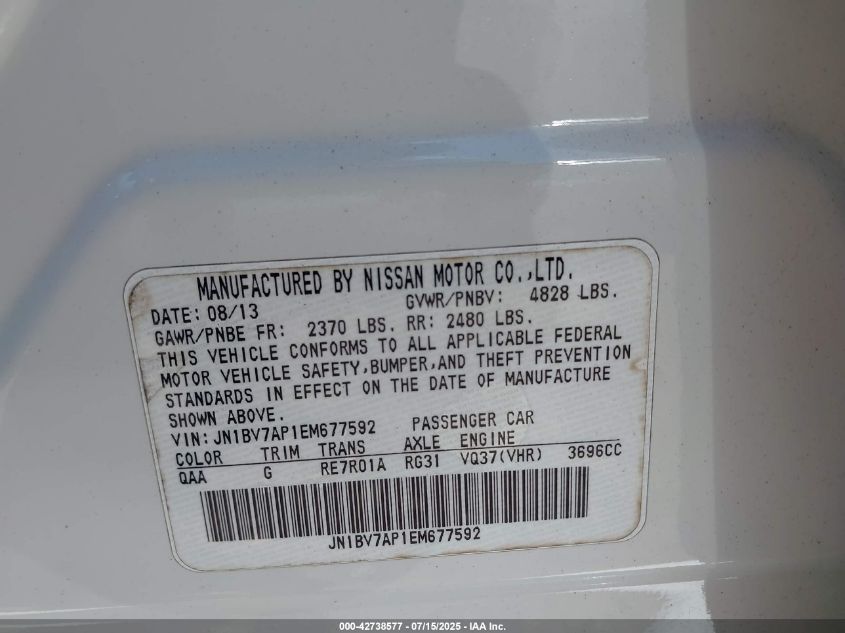 MANUFACTURED BY NISSAN MOTOR CO.,LTD.
DATE: 08/13 GVWR/PNBV: 4828 LBS.
GAWR/PNBE FR: 2370 LBS. RR: 2480 LBS.
THIS VEHICLE CONFORMS TO ALL APPLICABLE FEDERAL
MOTOR VEHICLE SAFETY,BUMPER,AND THEFT PREVENTION
STANDARDS IN EFFECT ON THE DATE OF MANUFACTURE
SHOWN ABOVE.
VIN: JN1BV7AP1EM677592 PASSENGER CAR
COLOR TRIM TRANS AXLE ENGINE
QAA G RE7R01A RG31 VQ37(VHR) 3696CC
JN1BV7AP1EM677592
000-42738577 - 07/15/2025 - IAA Inc.